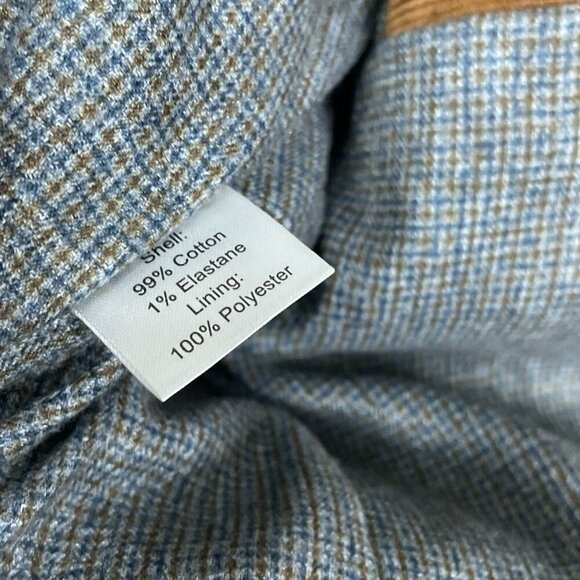 Shell:
99% Cotton
1% Elastane
Lining:
100% Polyester